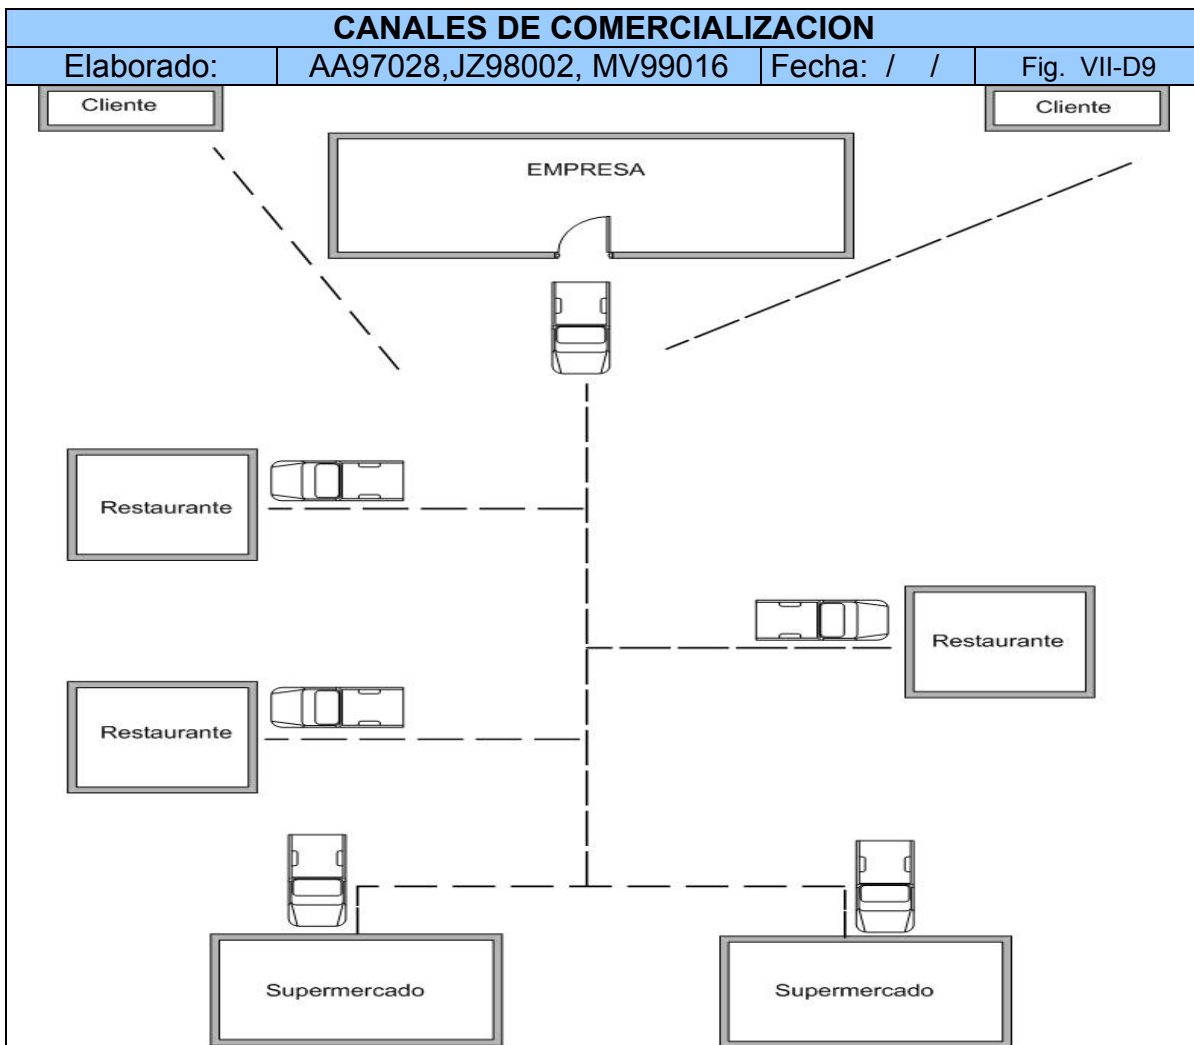 CANALES DE COMERCIALIZACION
Elaborado: AA97028,JZ98002, MV99016 Fecha: / / Fig. VII-D9
Cliente
Cliente
EMPRESA
Restaurante
Restaurante
Restaurante
Supermercado
Supermercado